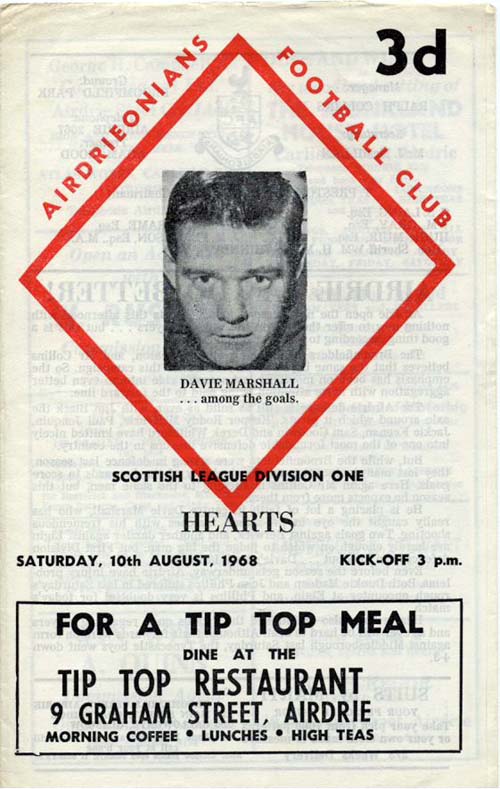 3d
AIRDRIEONIANS FOOTBALL CLUB
DAVIE MARSHALL
. . . among the goals.
SCOTTISH LEAGUE DIVISION ONE
HEARTS
SATURDAY, 10th AUGUST, 1968 KICK-OFF 3 p.m.
FOR A TIP TOP MEAL
DINE AT THE
TIP TOP RESTAURANT
9 GRAHAM STREET, AIRDRIE
MORNING COFFEE • LUNCHES • HIGH TEAS